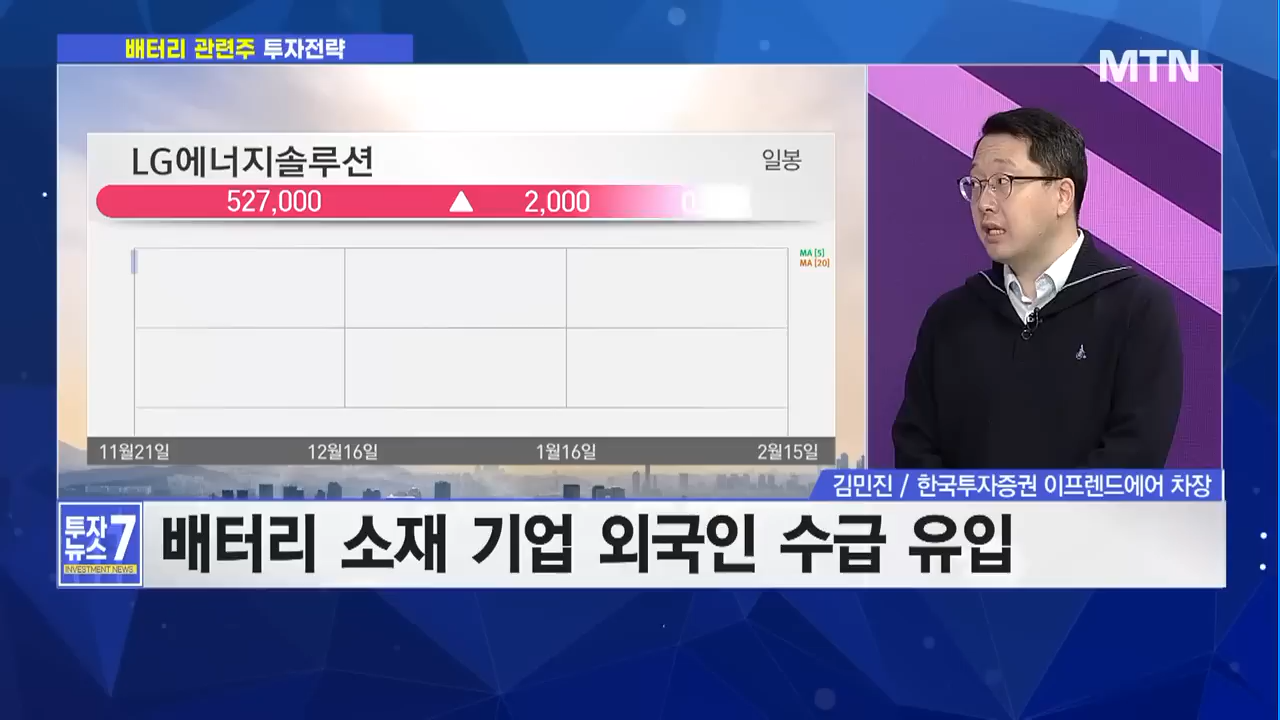 배터리 관련주 투자전략
MTN
LG에너지솔루션
일봉
527,000 ▲ 2,000
MA [5]
MA [20]
11월21일 12월16일 1월16일 2월15일
김민진 / 한국투자증권 이프렌드에어 차장
투자
뉴스7
INVESTMENT NEWS
배터리 소재 기업 외국인 수급 유입